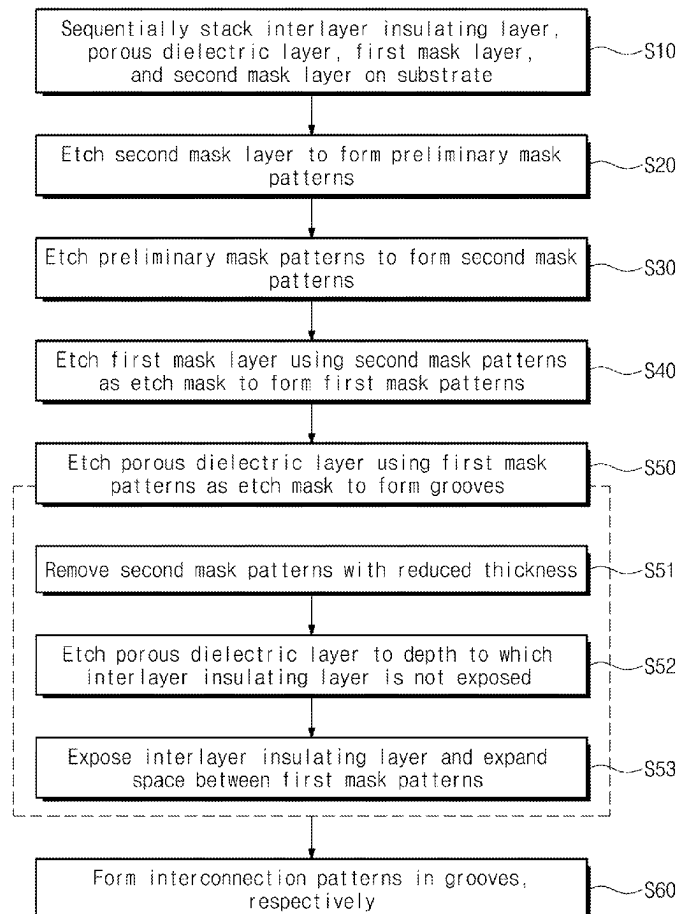 Sequentially stack interlayer insulating layer,
porous dielectric layer, first mask layer,
and second mask layer on substrate
S10
Etch second mask layer to form preliminary mask
patterns
S20
Etch preliminary mask patterns to form second mask
patterns
S30
Etch first mask layer using second mask patterns
as etch mask to form first mask patterns
S40
Etch porous dielectric layer using first mask
patterns as etch mask to form grooves
S50
Remove second mask patterns with reduced thickness
S51
Etch porous dielectric layer to depth to which
interlayer insulating layer is not exposed
S52
Expose interlayer insulating layer and expand
space between first mask patterns
S53
Form interconnection patterns in grooves,
respectively
S60